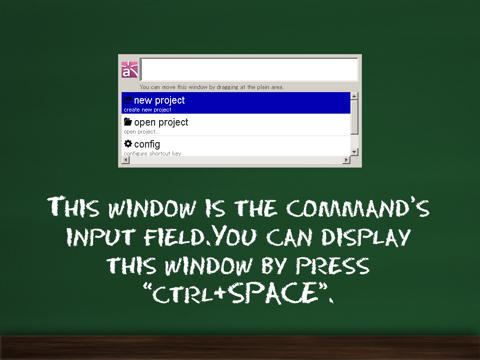 a
You can move this window by dragging at the plain area.
new project
create new project
open project
open project...
config
configure shortcut key
This window is the command's
input field.You can display
this window by press
“ctrl+SPACE”.